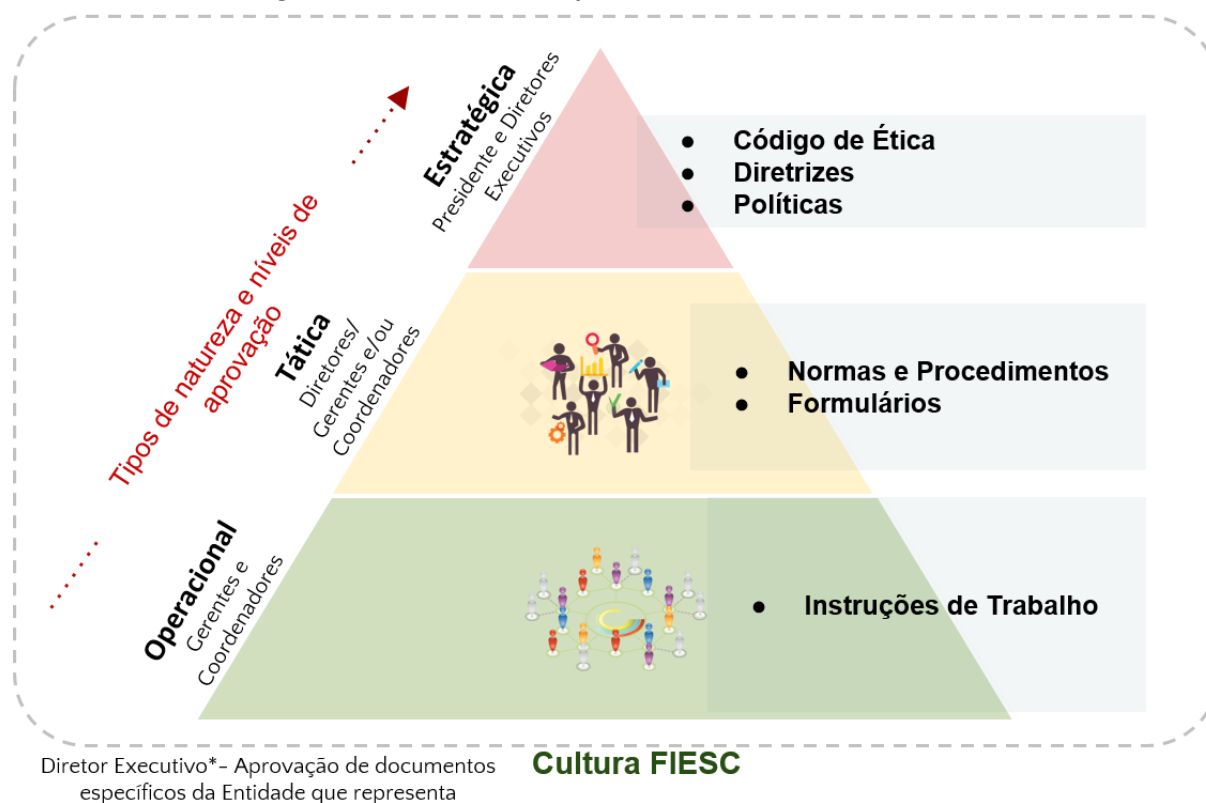 Tipos de natureza e níveis de
aprovação
Estratégica
Presidente e Diretores
Executivos
● Código de Ética
● Diretrizes
● Políticas
Tática
Diretores/
Gerentes e/ou
Coordenadores
● Normas e Procedimentos
● Formulários
Operacional
Gerentes e
Coordenadores
● Instruções de Trabalho
Diretor Executivo*- Aprovação de documentos
específicos da Entidade que representa
Cultura FIESC